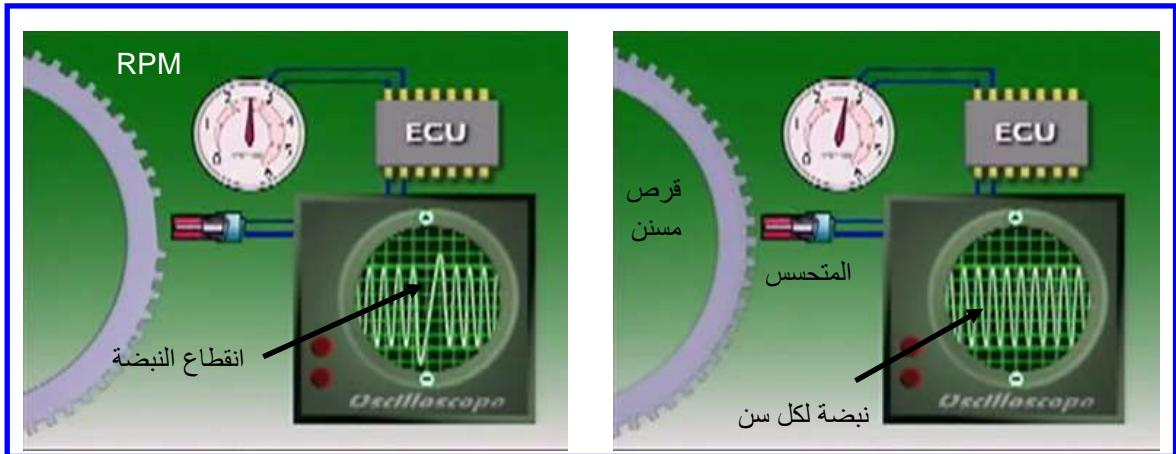 RPM
ECU
انقطاع النبضة
Oscilloscope
ECU
قرص
مسنن
المتحسس
نبضة لكل سن
Oscilloscope